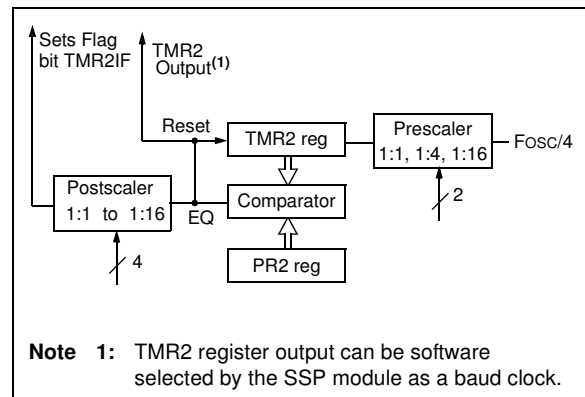 Sets Flag
bit TMR2IF
TMR2
Output(1)
Reset
TMR2 reg
Prescaler
1:1, 1:4, 1:16
FOSC/4
2
Postscaler
1:1 to 1:16
EQ
Comparator
4
PR2 reg
Note 1: TMR2 register output can be software
selected by the SSP module as a baud clock.